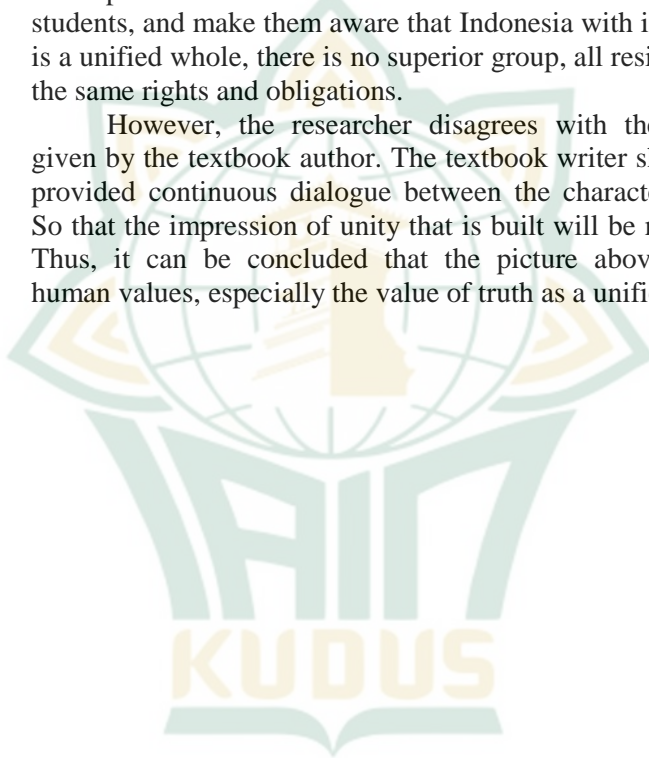 students, and make them aware that Indonesia with i
is a unified whole, there is no superior group, all resi
the same rights and obligations.
However, the researcher disagrees with the
given by the textbook author. The textbook writer s
provided continuous dialogue between the characte
So that the impression of unity that is built will be
Thus, it can be concluded that the picture abov
human values, especially the value of truth as a unifi
IAIN
KUDUS